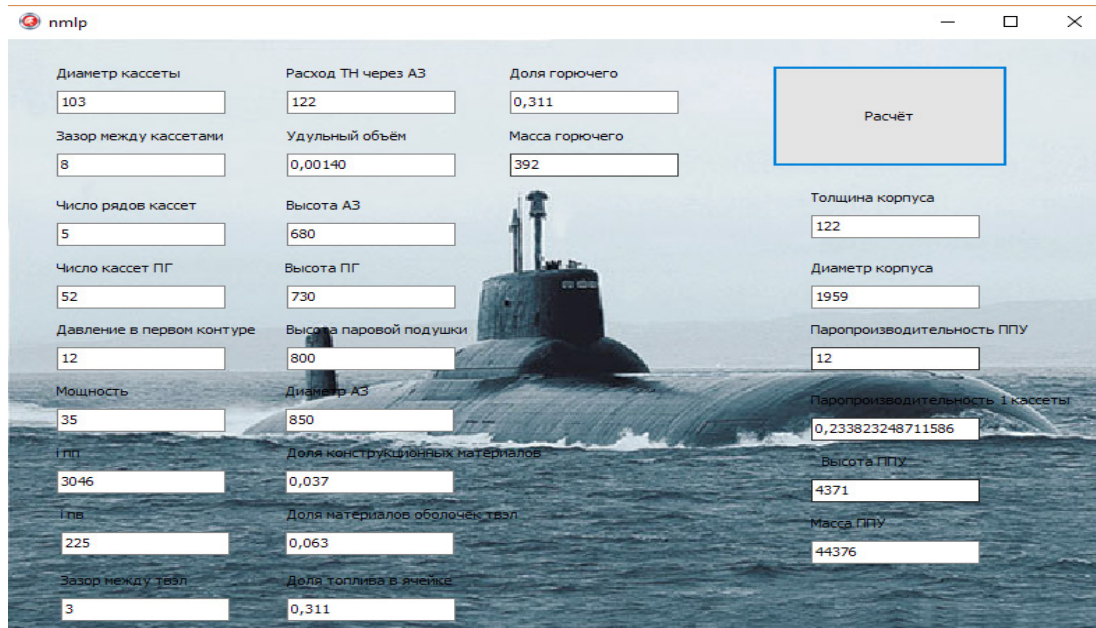 nmlp
Диаметр кассеты
103
Зазор между кассетами
8
Число рядов кассет
5
Число кассет ПГ
52
Давление в первом контуре
12
Мощность
35
i пп
3046
i пв
225
Зазор между твэл
3
Расход ТН через АЗ
122
Удульный объём
0,00140
Высота АЗ
680
Высота ПГ
730
Высота паровой подушки
800
Диаметр АЗ
850
Доля конструкционных материалов
0,037
Доля материалов оболочек твэл
0,063
Доля топлива в ячейке
0,311
Доля горючего
0,311
Масса горючего
392
Расчёт
Толщина корпуса
122
Диаметр корпуса
1959
Паропроизводительность ППУ
12
Паропроизводительность 1 кассеты
0,233823248711586
Высота ППУ
4371
Масса ППУ
44376